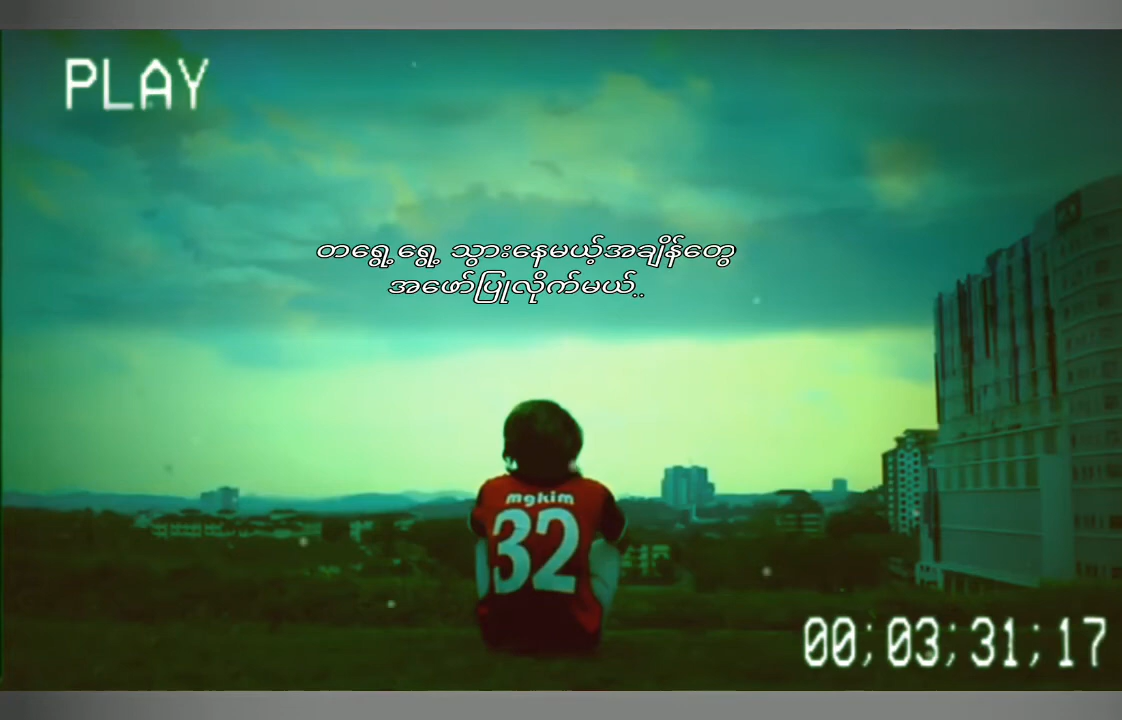 PLAY
တရွေ့ရွေ့ သွားနေမယ့်အချိန်တွေ
အဖော်ပြုလိုက်မယ်..
mgkim
32
00;03;31;17